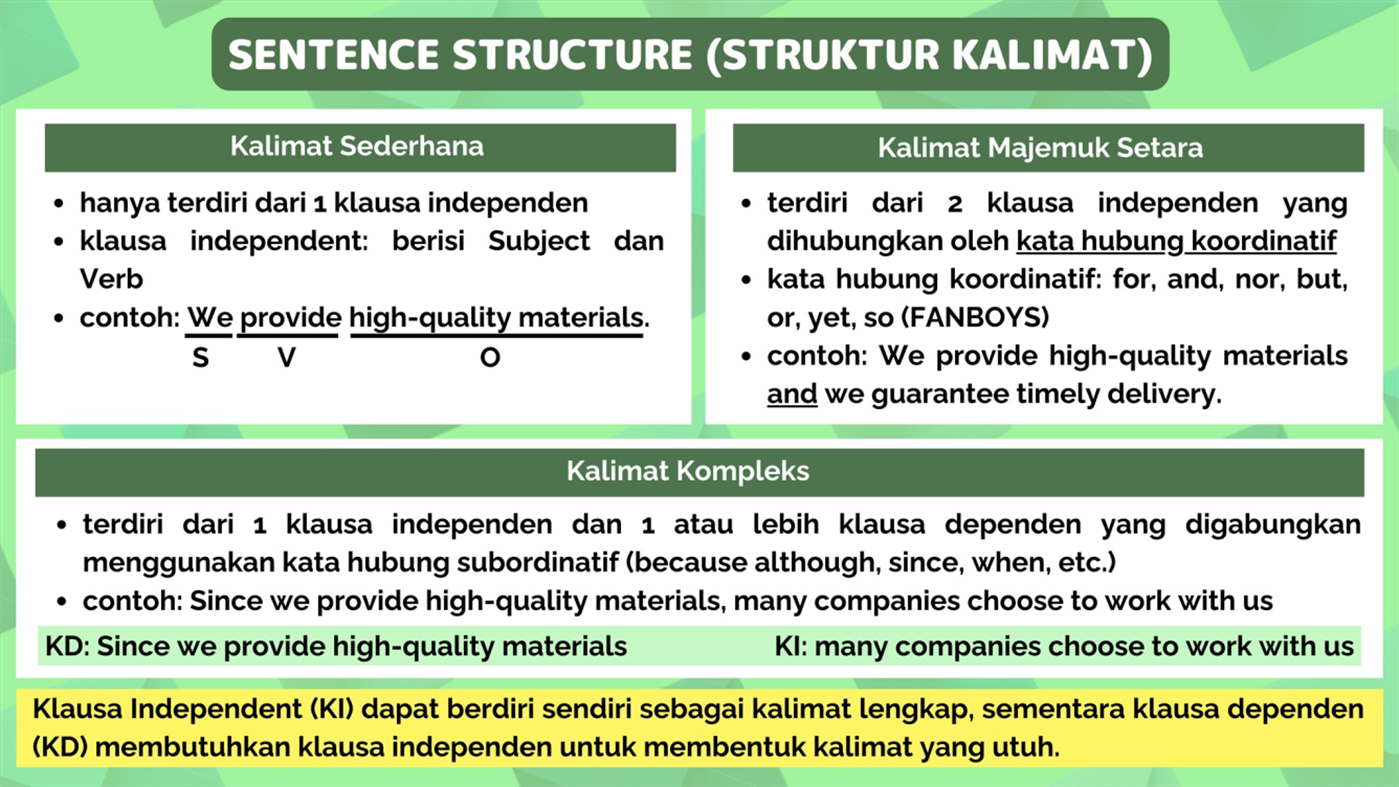 SENTENCE STRUCTURE (STRUKTUR KALIMAT)
Kalimat Sederhana
• hanya terdiri dari 1 klausa independen
• klausa independent: berisi Subject dan
Verb
• contoh: We provide high-quality materials.
S V O
Kalimat Majemuk Setara
• terdiri dari 2 klausa independen yang
dihubungkan oleh kata hubung koordinatif
• kata hubung koordinatif: for, and, nor, but,
or, yet, so (FANBOYS)
• contoh: We provide high-quality materials
and we guarantee timely delivery.
Kalimat Kompleks
• terdiri dari 1 klausa independen dan 1 atau lebih klausa dependen yang digabungkan
menggunakan kata hubung subordinatif (because although, since, when, etc.)
• contoh: Since we provide high-quality materials, many companies choose to work with us
KD: Since we provide high-quality materials KI: many companies choose to work with us
Klausa Independent (KI) dapat berdiri sendiri sebagai kalimat lengkap, sementara klausa dependen
(KD) membutuhkan klausa independen untuk membentuk kalimat yang utuh.